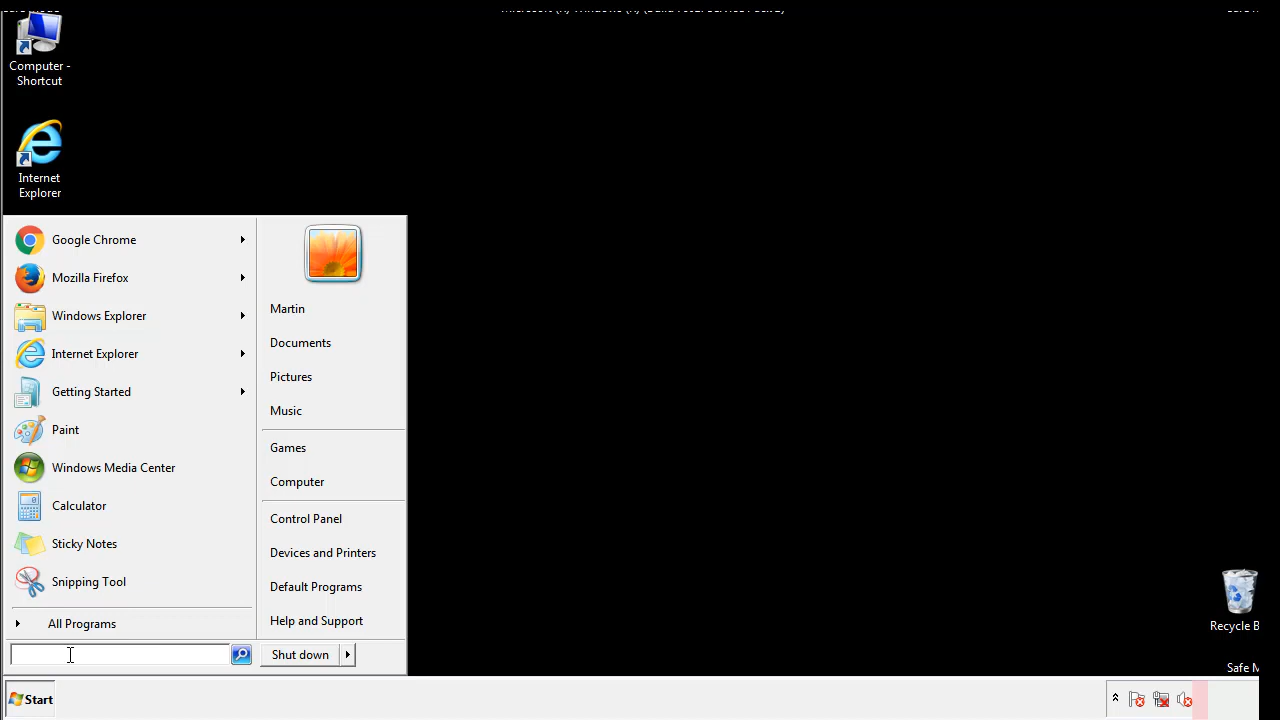 Computer -
Shortcut
Internet
Explorer
Google Chrome
Mozilla Firefox
Windows Explorer
Internet Explorer
Getting Started
Paint
Windows Media Center
Calculator
Sticky Notes
Snipping Tool
All Programs
Martin
Documents
Pictures
Music
Games
Computer
Control Panel
Devices and Printers
Default Programs
Help and Support
Shut down
Recycle B
Safe M
Start